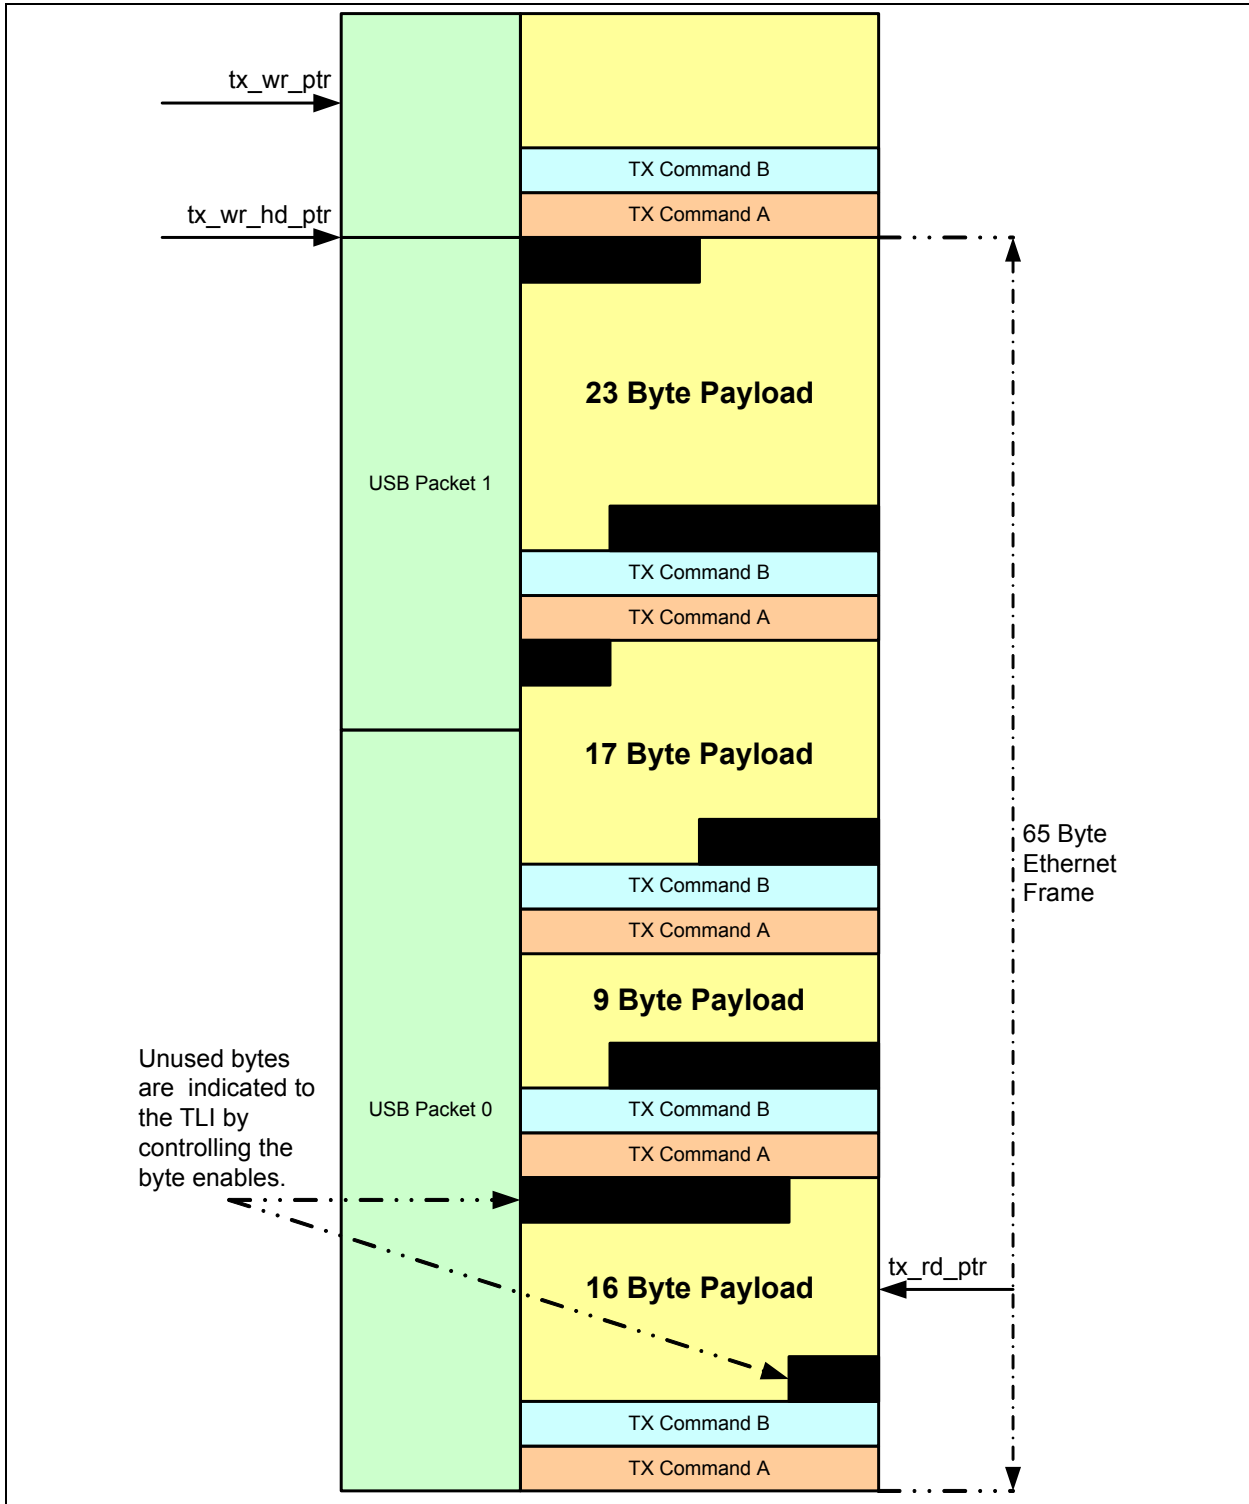 tx_wr_ptr
TX Command B
tx_wr_hd_ptr
TX Command A
23 Byte Payload
USB Packet 1
TX Command B
TX Command A
17 Byte Payload
65 Byte
Ethernet
Frame
TX Command B
TX Command A
9 Byte Payload
Unused bytes
are indicated to
the TLI by
controlling the
byte enables.
USB Packet 0
TX Command B
TX Command A
tx_rd_ptr
16 Byte Payload
TX Command B
TX Command A